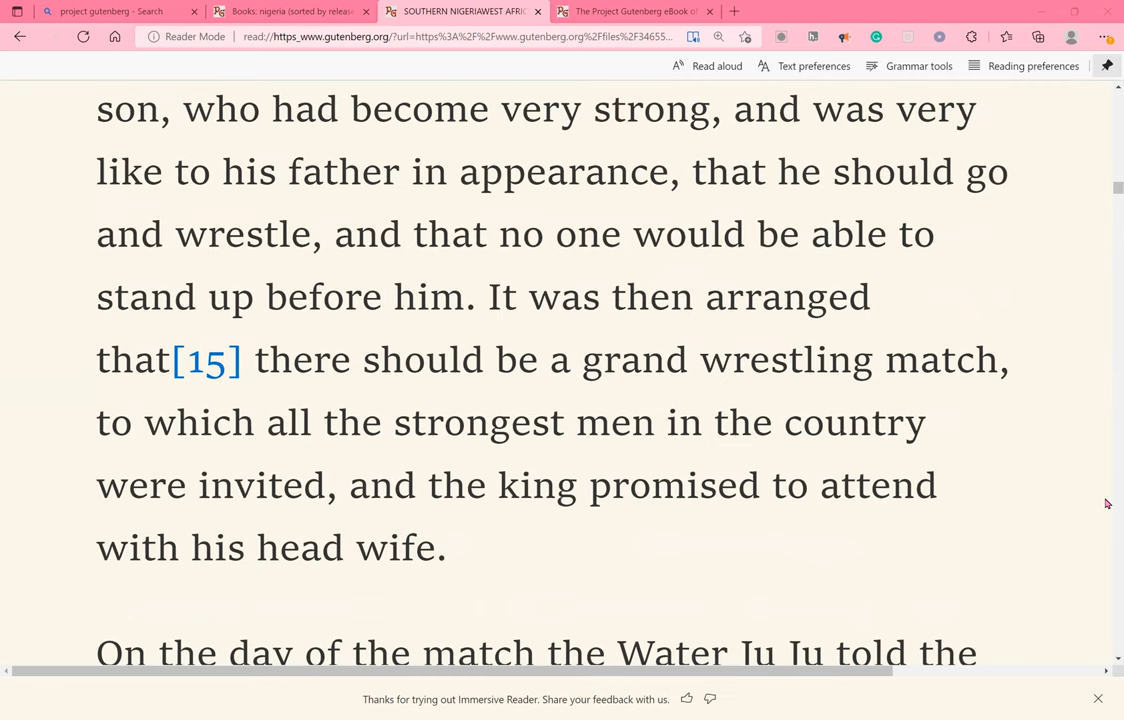 project gutenberg - Search
Books: nigeria (sorted by release
SOUTHERN NIGERIAWEST AFRI
The Project Gutenberg eBook of
Reader Mode
read://https_www.gutenberg.org/?url=https%3A%2F%2Fwww.gutenberg.org%2Ffiles%2F34655...
Read aloud
Text preferences
Grammar tools
Reading preferences
son, who had become very strong, and was very
like to his father in appearance, that he should go
and wrestle, and that no one would be able to
stand up before him. It was then arranged
that[15] there should be a grand wrestling match,
to which all the strongest men in the country
were invited, and the king promised to attend
with his head wife.
On the day of the match the Water Ju Ju told the
Thanks for trying out Immersive Reader. Share your feedback with us.